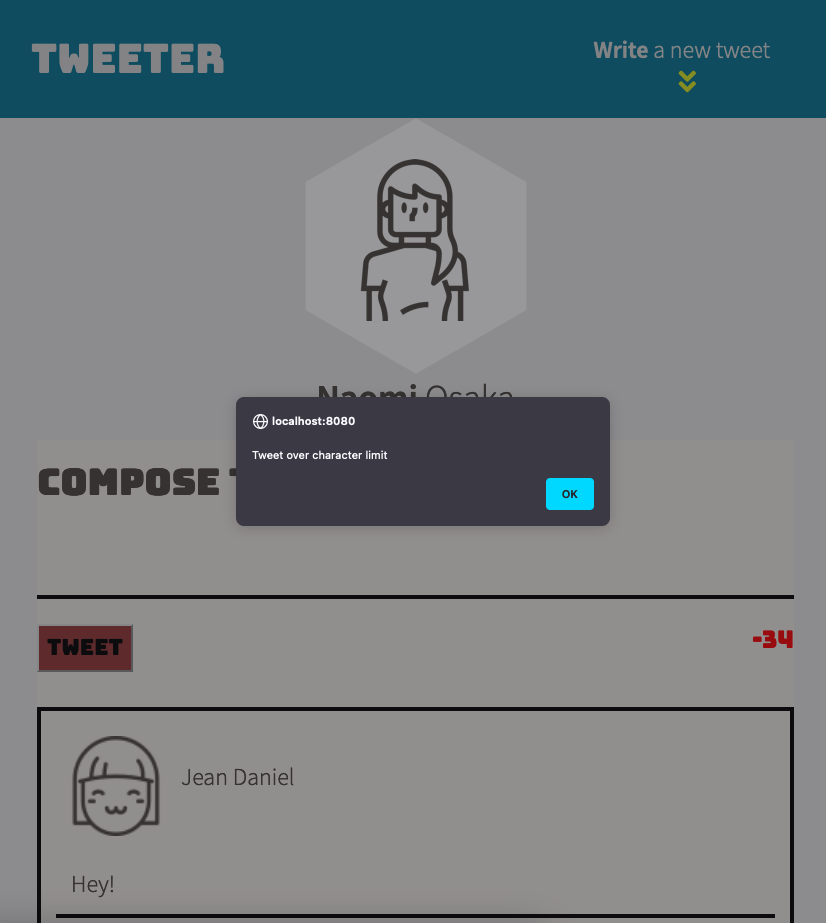 TWEETER
Write a new tweet
Naomi Osaka
localhost:8080
Tweet over character limit
COMPOSE
OK
TWEET
-34
Jean Daniel
Hey!